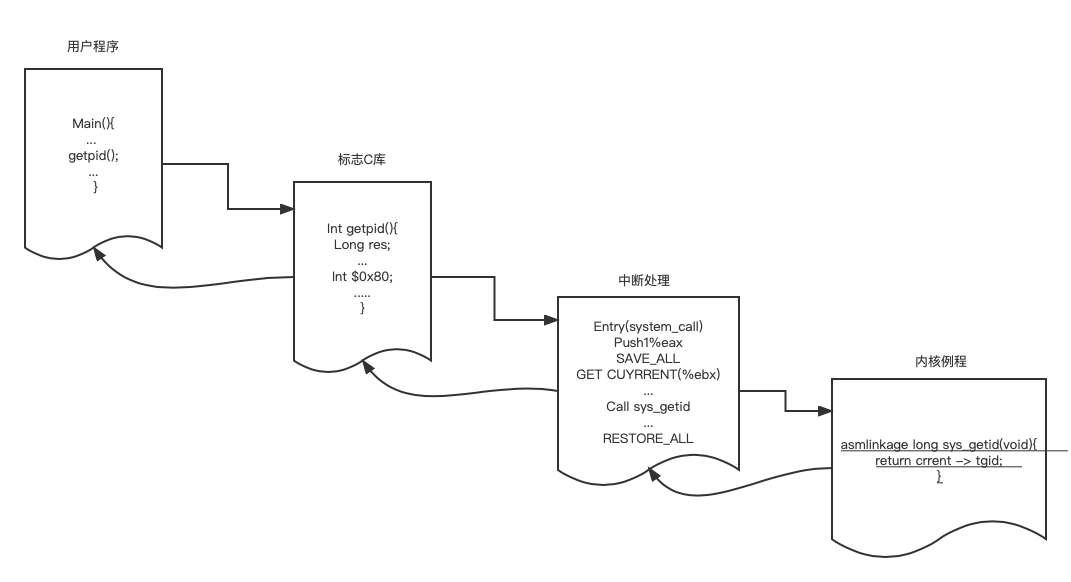 用户程序
Main(){
...
getpid();
...
}
标志C库
Int getpid(){
Long res;
...
Int $0x80;
.....
}
中断处理
Entry(system_call)
Push1%eax
SAVE_ALL
GET CUYRRENT(%ebx)
...
Call sys_getid
...
RESTORE_ALL
内核例程
asmlinkage long sys_getid(void){
return crrent -> tgid;
}